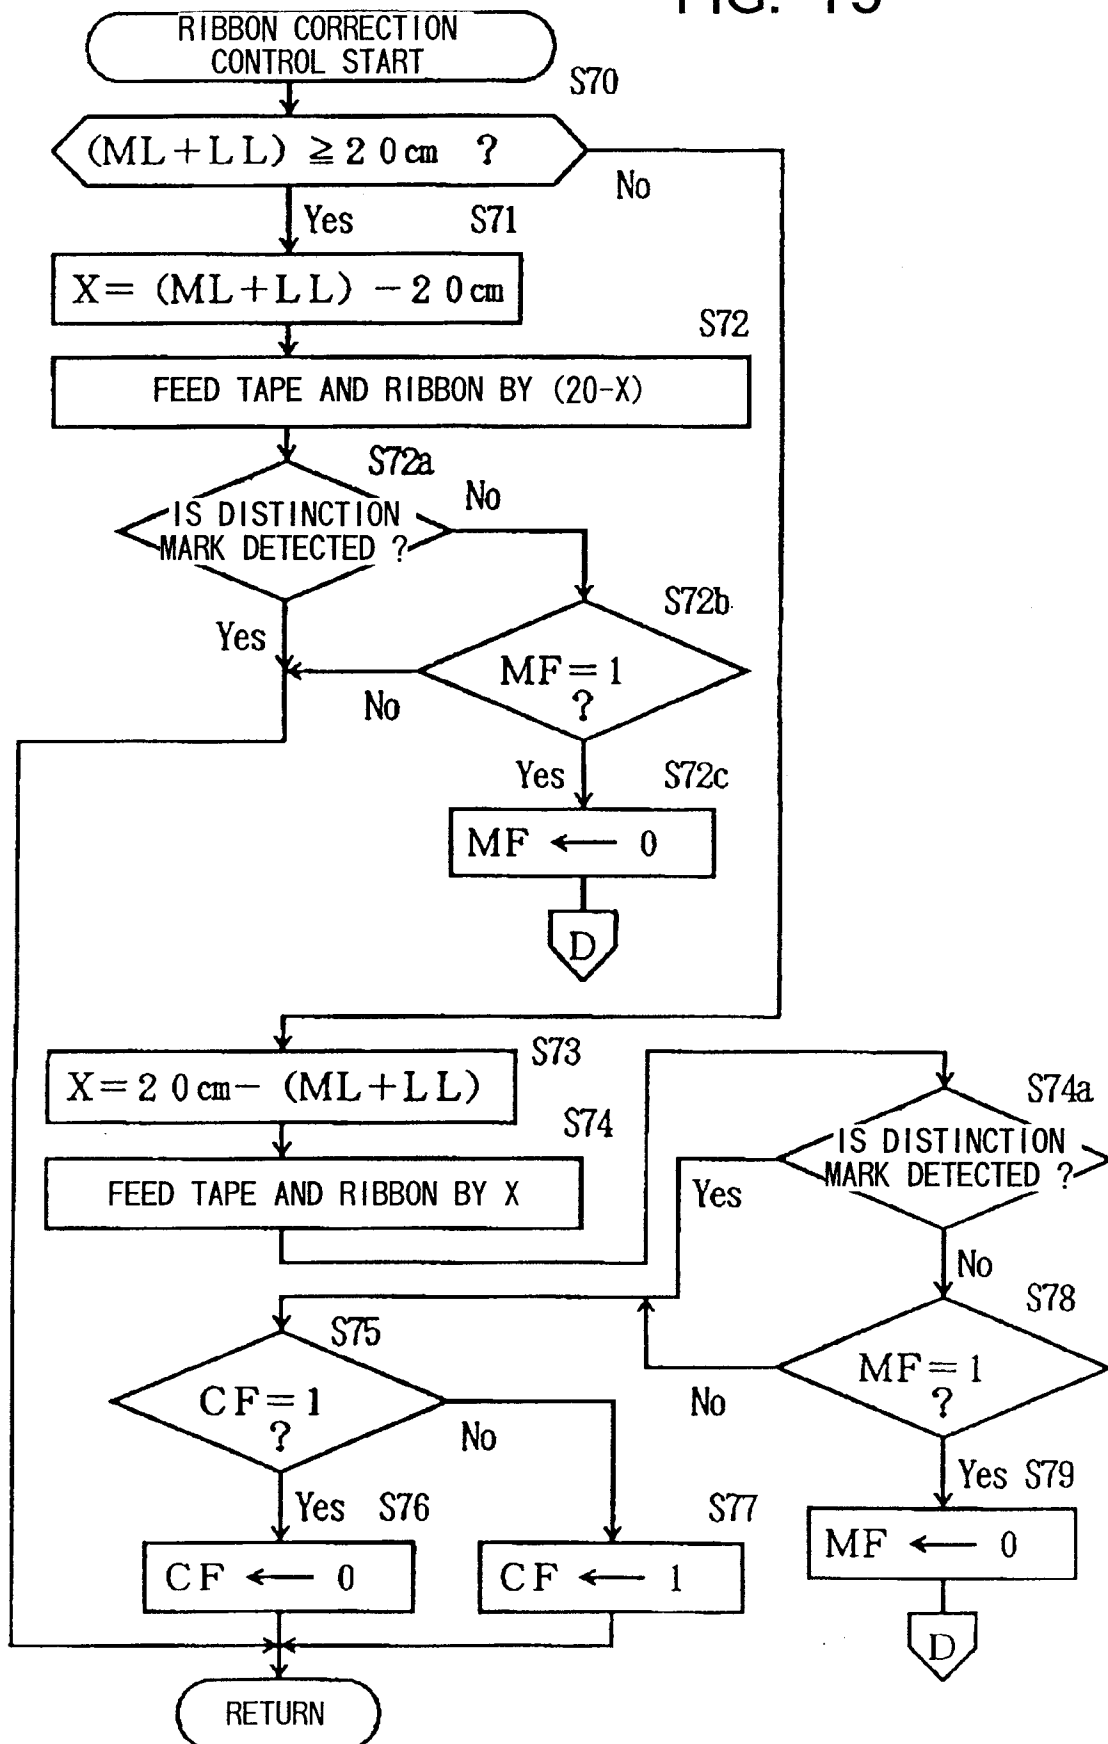 RIBBON CORRECTION
CONTROL START
S70
(ML+LL) ≧20cm ?
No
Yes
S71
X= (ML+LL) −20cm
S72
FEED TAPE AND RIBBON BY (20-X)
S72a
No
IS DISTINCTION
MARK DETECTED ?
S72b
Yes
MF=1
?
No
Yes
S72c
MF ← 0
D
S73
X=20cm− (ML+LL)
S74
FEED TAPE AND RIBBON BY X
S74a
IS DISTINCTION
MARK DETECTED ?
Yes
No
S78
MF=1
?
No
S75
CF=1
?
No
Yes S79
MF ← 0
D
Yes S76
CF ← 0
S77
CF ← 1
RETURN